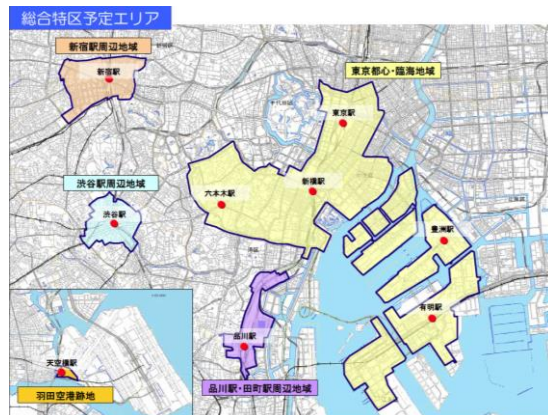 総合特区予定エリア
新宿駅周辺地域
新宿駅
東京都心・臨海地域
東京駅
六本木駅
新橋駅
渋谷駅周辺地域
渋谷駅
豊洲駅
有明駅
品川駅
品川駅・田町駅周辺地域
天空橋駅
羽田空港跡地